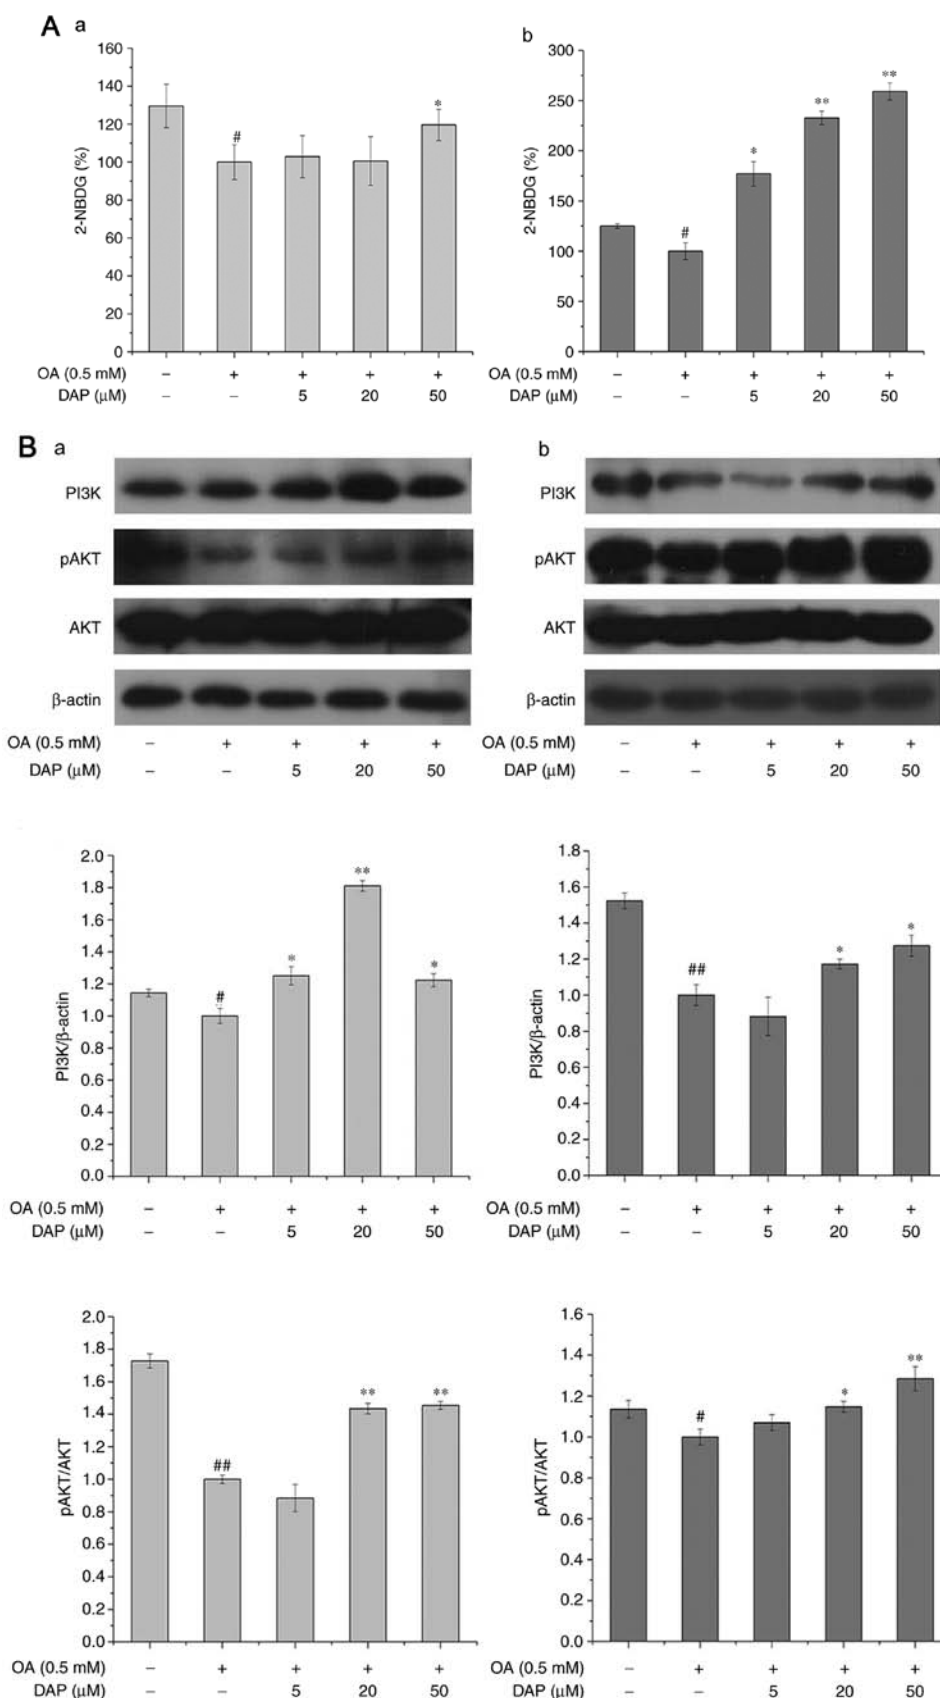 A a b
160 300
140 ** **
250
120 # * *
100 200
80 150
60 # 100
40
20 50
0 0
2-NBDG (%) 2-NBDG (%)
OA (0.5 mM) – + + + + – + + + +
DAP (μM) – – 5 20 50 – – 5 20 50
B a b
PI3K PI3K
pAKT pAKT
AKT AKT
β-actin β-actin
OA (0.5 mM) – + + + + OA (0.5 mM) – + + + +
DAP (μM) – – 5 20 50 DAP (μM) – – 5 20 50
PI3K/β-actin
2.0
1.8
1.6
1.4
1.2
1.0
0.8
0.6
0.4
0.2
0.0
# * ** *
OA (0.5 mM) – + + + +
DAP (μM) – – 5 20 50
PI3K/β-actin
1.8
1.6
1.4
1.2
1.0
0.8
0.6
0.4
0.2
0.0
## * *
OA (0.5 mM) – + + + +
DAP (μM) – – 5 20 50
pAKT/AKT
2.0
1.8
1.6
1.4
1.2
1.0
0.8
0.6
0.4
0.2
0.0
## ** **
OA (0.5 mM) – + + + +
DAP (μM) – – 5 20 50
pAKT/AKT
1.6
1.4
1.2
1.0
0.8
0.6
0.4
0.2
0.0
# * **
OA (0.5 mM) – + + + +
DAP (μM) – – 5 20 50